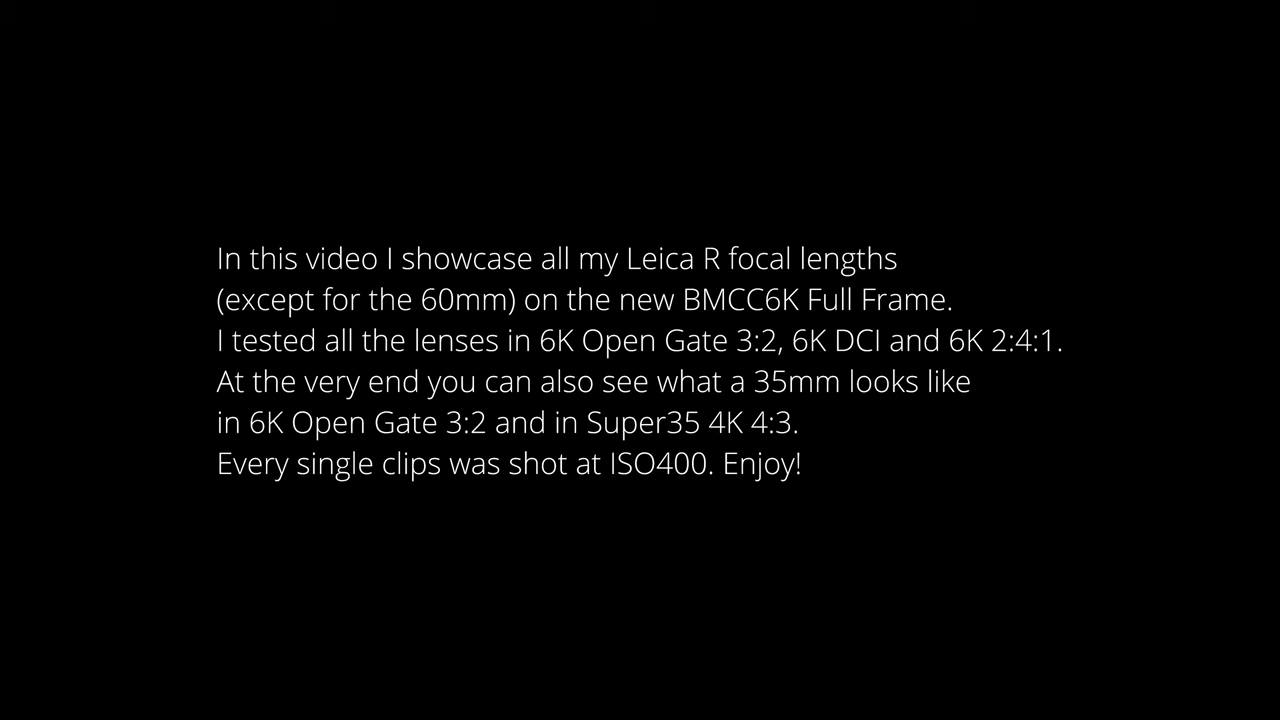 In this video I showcase all my Leica R focal lengths
(except for the 60mm) on the new BMCC6K Full Frame.
I tested all the lenses in 6K Open Gate 3:2, 6K DCI and 6K 2:4:1.
At the very end you can also see what a 35mm looks like
in 6K Open Gate 3:2 and in Super35 4K 4:3.
Every single clips was shot at ISO400. Enjoy!